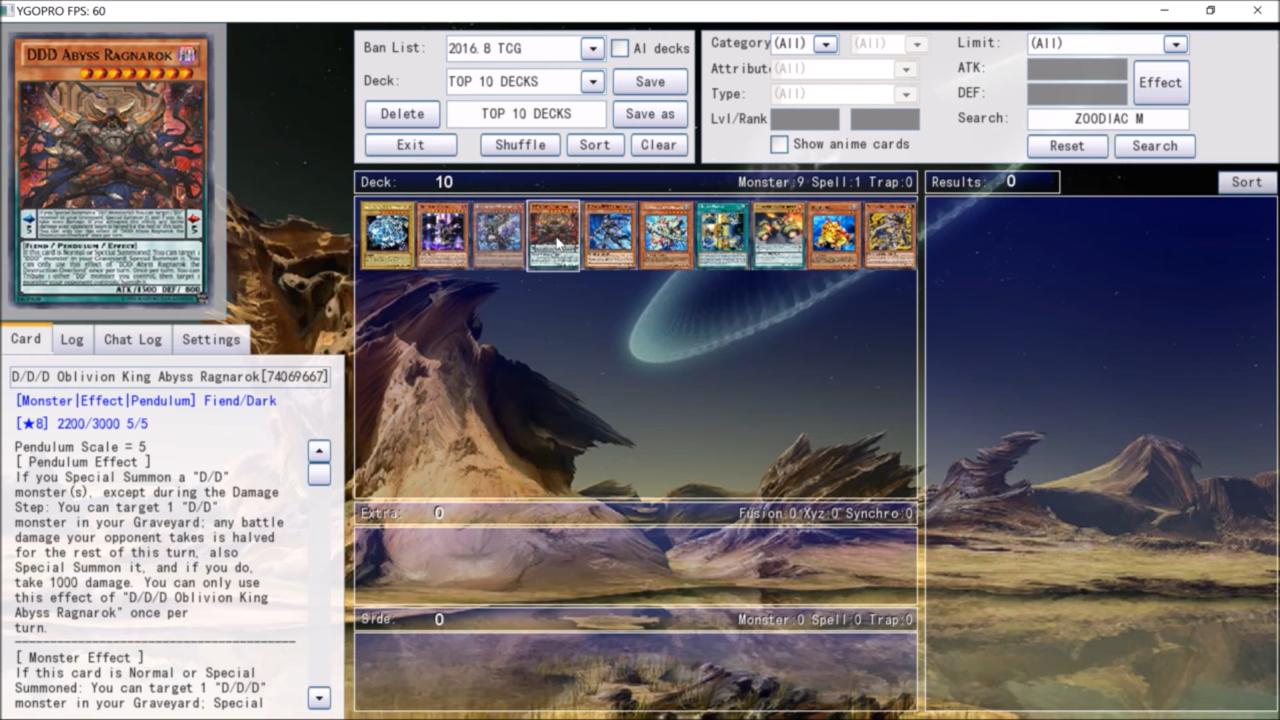 YGOPRO FPS: 60
DDD ABYSS RAGNAROK
[FIEND / PENDULUM / EFFECT]
ATK/1500 DEF/ 800
Ban List: 2016. 8 TCG AI decks
Deck: TOP 10 DECKS Save
Delete TOP 10 DECKS Save as
Exit Shuffle Sort Clear
Category (All) (All) Limit: (All)
Attribut (All) ATK:
Type: (All) DEF: Effect
Lvl/Rank Search: ZOODIAC M
Show anime cards Reset Search
Deck: 10 Monster:9 Spell:1 Trap:0 Results: 0 Sort
Card Log Chat Log Settings
D/D/D Oblivion King Abyss Ragnarok[74069667]
[Monster|Effect|Pendulum] Fiend/Dark
[★8] 2200/3000 5/5
Pendulum Scale = 5
[ Pendulum Effect ]
If you Special Summon a "D/D"
monster(s), except during the Damage
Step: You can target 1 "D/D"
monster in your Graveyard; any battle
damage your opponent takes is halved
for the rest of this turn, also
Special Summon it, and if you do,
take 1000 damage. You can only use
this effect of "D/D/D Oblivion King
Abyss Ragnarok" once per
turn.
[ Monster Effect ]
If this card is Normal or Special
Summoned: You can target 1 "D/D/D"
monster in your Graveyard; Special
Extra: 0 Fusion:0 Xyz:0 Synchro:0
Side: 0 Monster:0 Spell:0 Trap:0